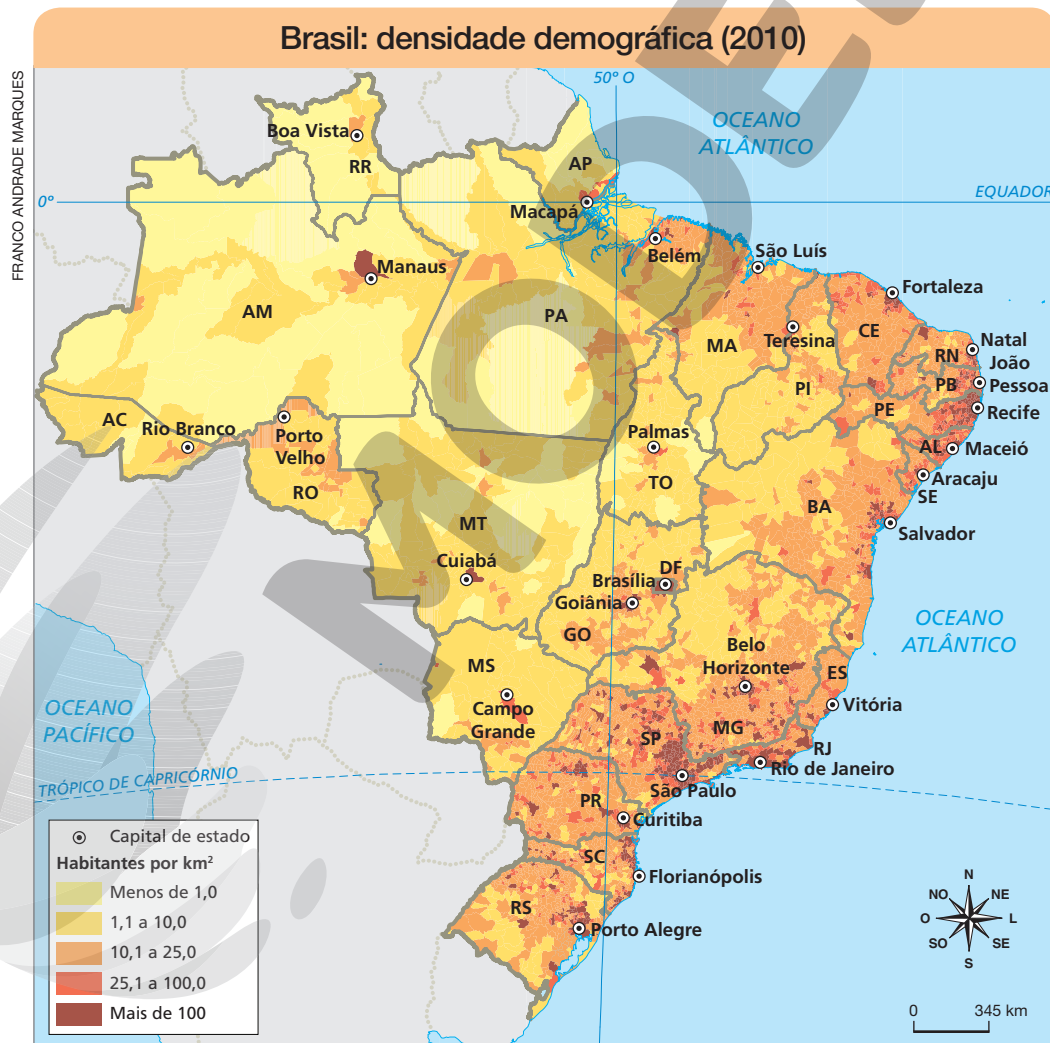 Brasil: densidade demográfica (2010)
FRANCO ANDRADE MARQUES
50º O
OCEANO
ATLÂNTICO
Boa Vista
RR
AP
0º
EQUADOR
Macapá
Belém
São Luís
Manaus
Fortaleza
AM
PA
MA
Teresina
CE
Natal
RN
João
Pessoa
PB
PI
PE
Recife
AC
Rio Branco
Porto
Velho
Palmas
AL
Maceió
Aracaju
SE
RO
TO
BA
MT
Salvador
Cuiabá
DF
Brasília
Goiânia
GO
OCEANO
ATLÂNTICO
Belo
Horizonte
MS
ES
Campo
Grande
Vitória
OCEANO
PACÍFICO
MG
SP
RJ
Rio de Janeiro
TRÓPICO DE CAPRICÓRNIO
São Paulo
PR
Curitiba
SC
Florianópolis
RS
Porto Alegre
Capital de estado
Habitantes por km²
Menos de 1,0
1,1 a 10,0
10,1 a 25,0
25,1 a 100,0
Mais de 100
N
NO
NE
O
L
SO
SE
S
0
345 km